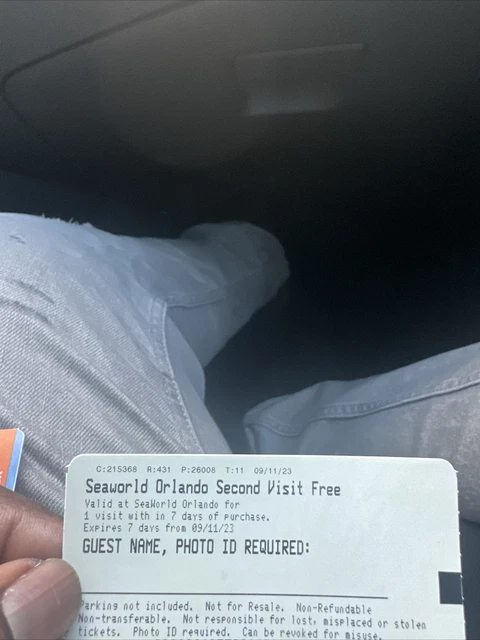 C:215368 R:431 P:26008 T:11 09/11/23
Seaworld Orlando Second Visit Free
Valid at SeaWorld Orlando for
1 visit with in 7 days of purchase.
Expires 7 days from 09/11/23
GUEST NAME, PHOTO ID REQUIRED:
Parking not included. Not for Resale. Non-Refundable
Non-transferable. Not responsible for lost, misplaced or stolen
tickets. Photo ID required. Can be revoked for misuse.